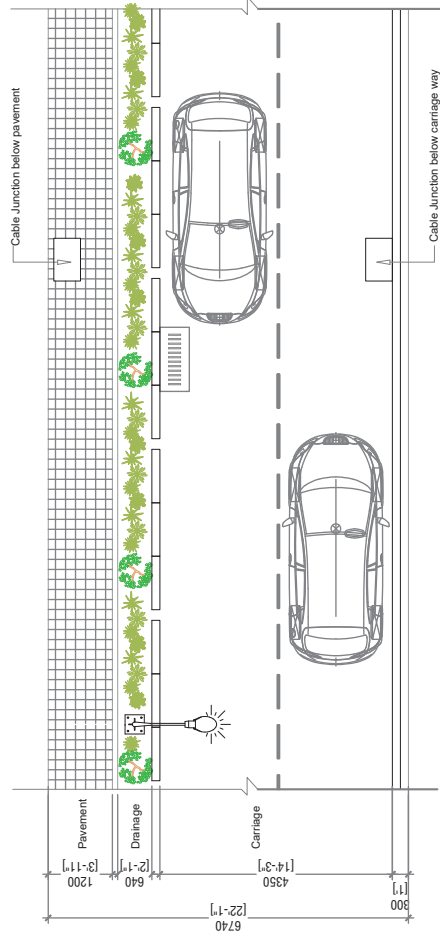 Cable Junction below pavement
Cable Junction below carriage way
Pavement
Drainage
Carriage
1200
[3'-11"]
640
[2'-1"]
4350
[14'-3"]
300
[1']
6740
[22'-1"]